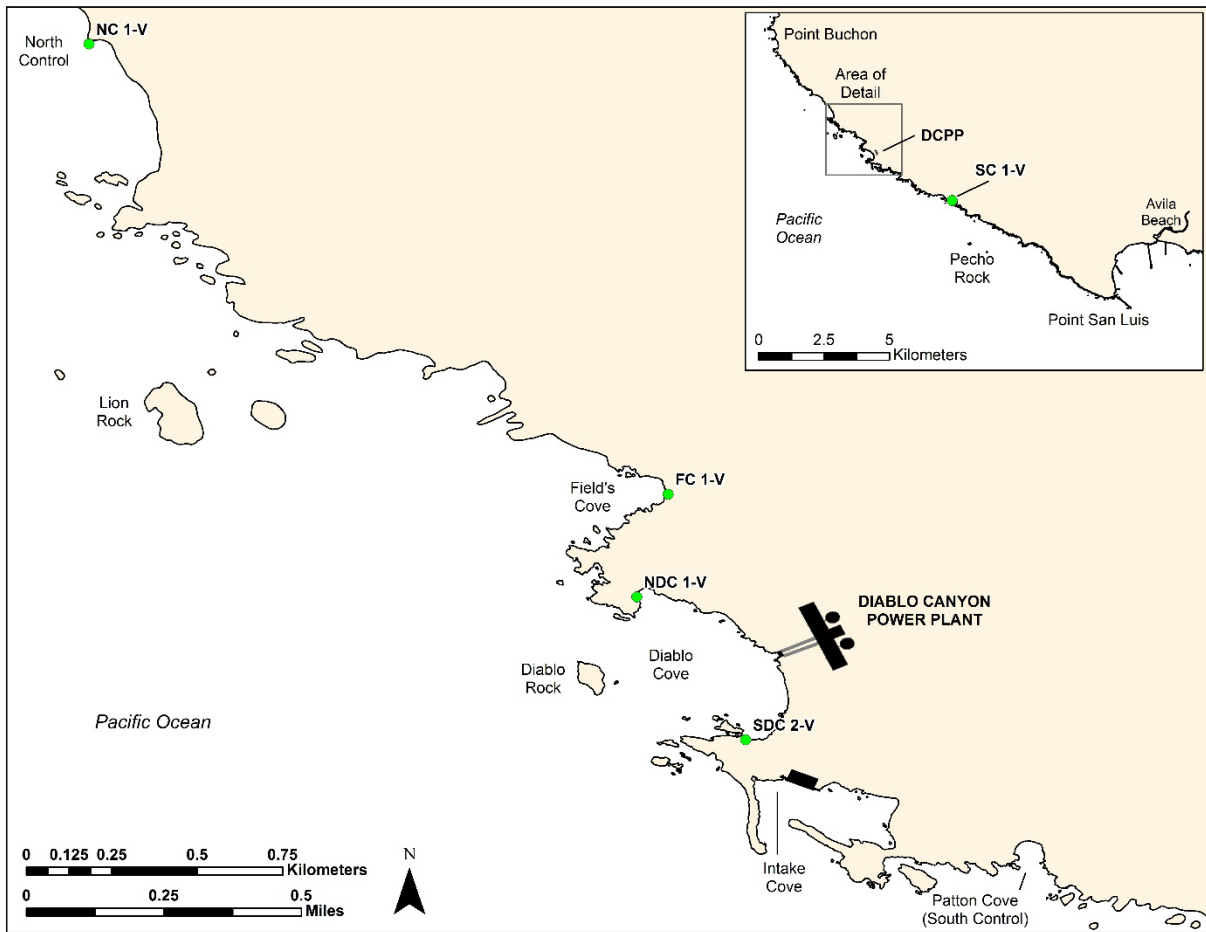 NC 1-V
North
Control
Point Buchon
Area of
Detail
DCPP
SC 1-V
Avila
Beach
Pacific
Ocean
Pecho
Rock
Point San Luis
0 2.5 5
Kilometers
Lion
Rock
Field's
Cove
FC 1-V
NDC 1-V
DIABLO CANYON
POWER PLANT
Diablo
Rock
Diablo
Cove
Pacific Ocean
SDC 2-V
Intake
Cove
Patton Cove
(South Control)
0 0.125 0.25 0.5 0.75
Kilometers
0 0.25 0.5
Miles
N